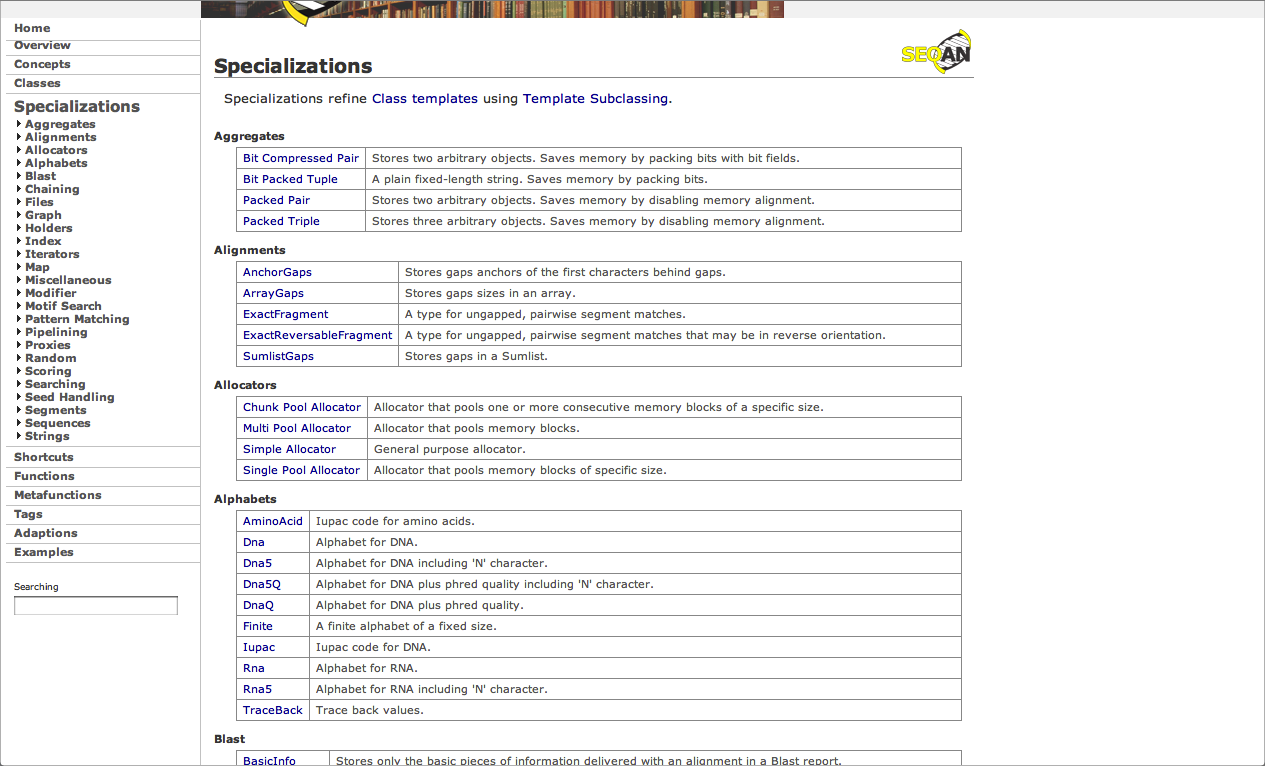 Home
Overview
Concepts
Classes
Specializations
Aggregates
Alignments
Allocators
Alphabets
Blast
Chaining
Files
Graph
Holders
Index
Iterators
Map
Miscellaneous
Modifier
Motif Search
Pattern Matching
Pipelining
Proxies
Random
Scoring
Searching
Seed Handling
Segments
Sequences
Strings
Shortcuts
Functions
Metafunctions
Tags
Adaptions
Examples
Searching
SEQAN
Specializations
Specializations refine Class templates using Template Subclassing.
Aggregates
Bit Compressed Pair Stores two arbitrary objects. Saves memory by packing bits with bit fields.
Bit Packed Tuple A plain fixed-length string. Saves memory by packing bits.
Packed Pair Stores two arbitrary objects. Saves memory by disabling memory alignment.
Packed Triple Stores three arbitrary objects. Saves memory by disabling memory alignment.
Alignments
AnchorGaps Stores gaps anchors of the first characters behind gaps.
ArrayGaps Stores gaps sizes in an array.
ExactFragment A type for ungapped, pairwise segment matches.
ExactReversableFragment A type for ungapped, pairwise segment matches that may be in reverse orientation.
SumlistGaps Stores gaps in a Sumlist.
Allocators
Chunk Pool Allocator Allocator that pools one or more consecutive memory blocks of a specific size.
Multi Pool Allocator Allocator that pools memory blocks.
Simple Allocator General purpose allocator.
Single Pool Allocator Allocator that pools memory blocks of specific size.
Alphabets
AminoAcid Iupac code for amino acids.
Dna Alphabet for DNA.
Dna5 Alphabet for DNA including 'N' character.
Dna5Q Alphabet for DNA plus phred quality including 'N' character.
DnaQ Alphabet for DNA plus phred quality.
Finite A finite alphabet of a fixed size.
Iupac Iupac code for DNA.
Rna Alphabet for RNA.
Rna5 Alphabet for RNA including 'N' character.
TraceBack Trace back values.
Blast
BasicInfo Stores only the basic pieces of information delivered with an alignment in a Blast report.